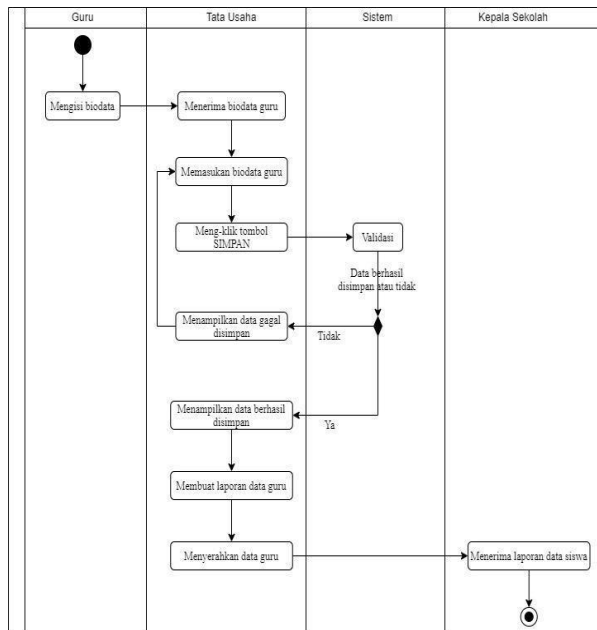 Guru
Tata Usaha
Sistem
Kepala Sekolah
Mengisi biodata
Menerima biodata guru
Memasukan biodata guru
Meng-klik tombol
SIMPAN
Validasi
Data berhasil
disimpan atau tidak
Menampilkan data gagal
disimpan
Tidak
Menampilkan data berhasil
disimpan
Ya
Membuat laporan data guru
Menyerahkan data guru
Menerima laporan data siswa